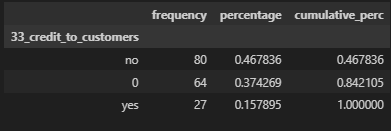 frequency percentage cumulative_perc
33_credit_to_customers
no 80 0.467836 0.467836
0 64 0.374269 0.842105
yes 27 0.157895 1.000000